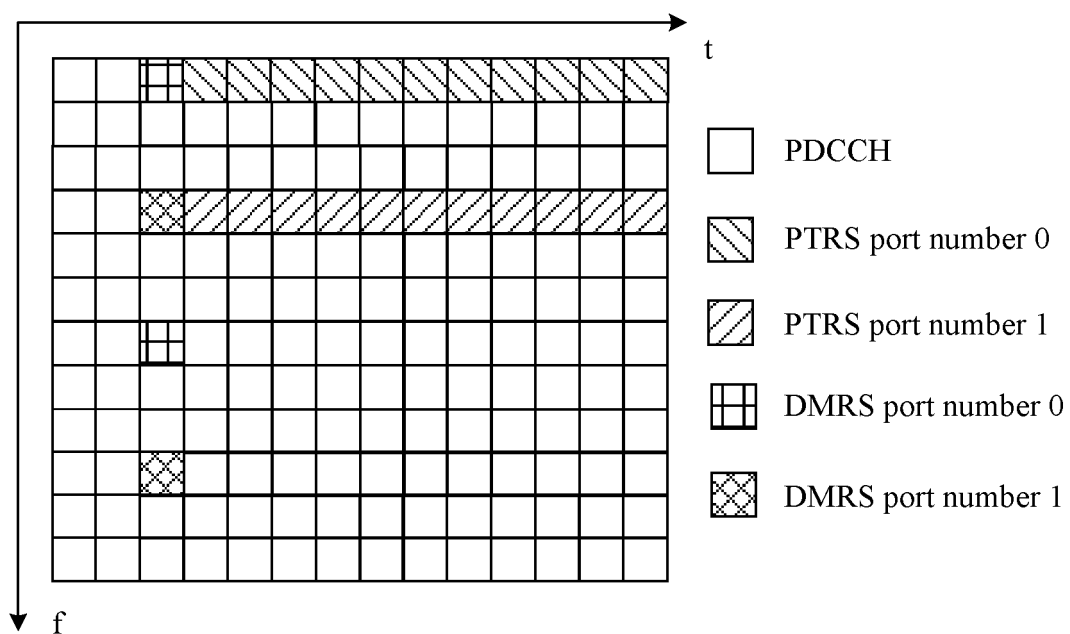 t
PDCCH
PTRS port number 0
PTRS port number 1
DMRS port number 0
DMRS port number 1
f